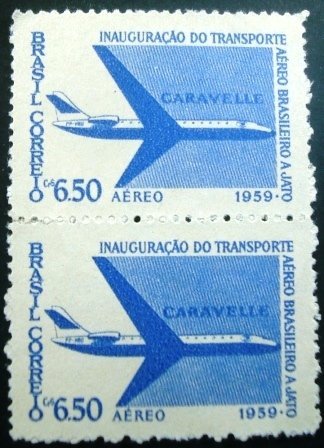 BRASIL CORREIO
INAUGURAÇÃO DO TRANSPORTE
AÉREO BRASILEIRO A JATO
CARAVELLE
Cr$ 6.50
AÉREO
1959.
BRASIL CORREIO
INAUGURAÇÃO DO TRANSPORTE
AÉREO BRASILEIRO A JATO
CARAVELLE
Cr$ 6.50
AÉREO
1959.